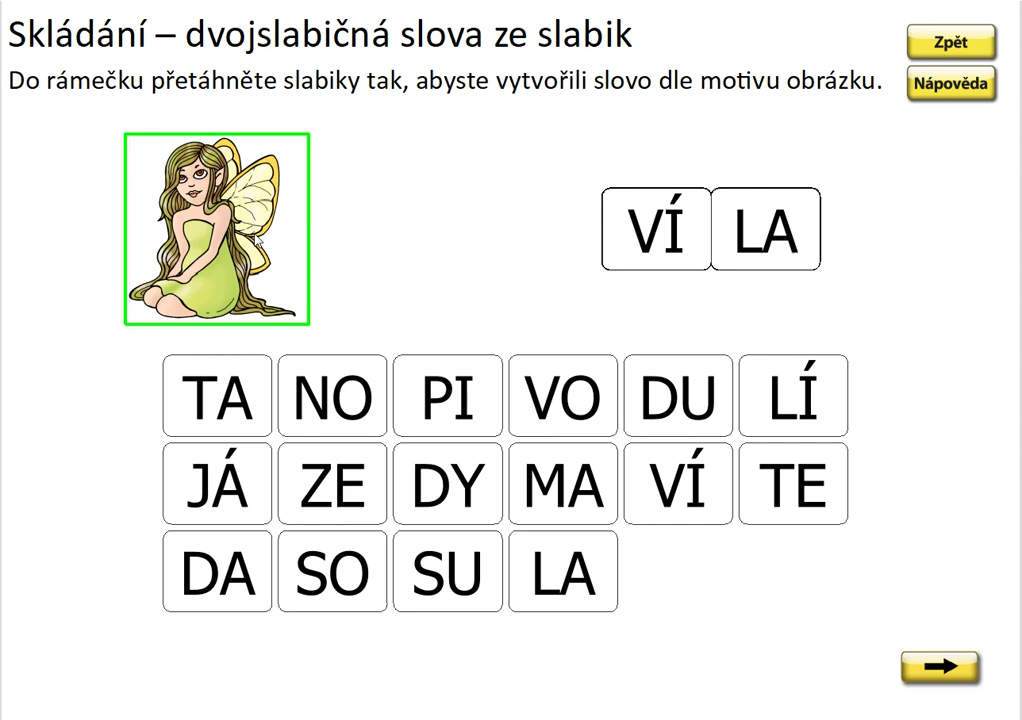 Skládání – dvojslabičná slova ze slabik
Zpět
Do rámečku přetáhněte slabiky tak, abyste vytvořili slovo dle motivu obrázku.
Nápověda
VÍ LA
TA NO PI VO DU LÍ
JÁ ZE DY MA VÍ TE
DA SO SU LA